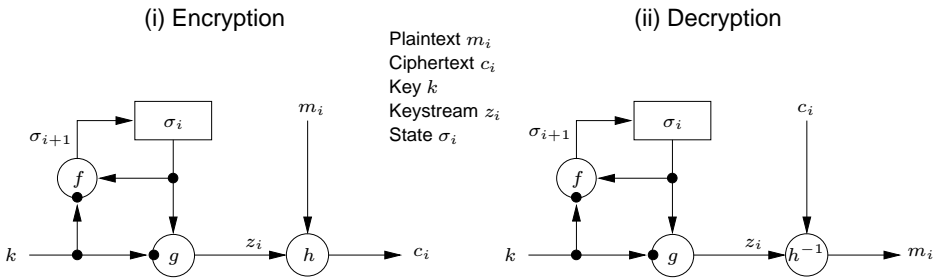 (i) Encryption
(ii) Decryption
Plaintext m_i
Ciphertext c_i
Key k
Keystream z_i
State σ_i
σ_i
m_i
σ_{i+1}
f
k
g
z_i
h
c_i
σ_i
c_i
σ_{i+1}
f
k
g
z_i
h^{-1}
m_i